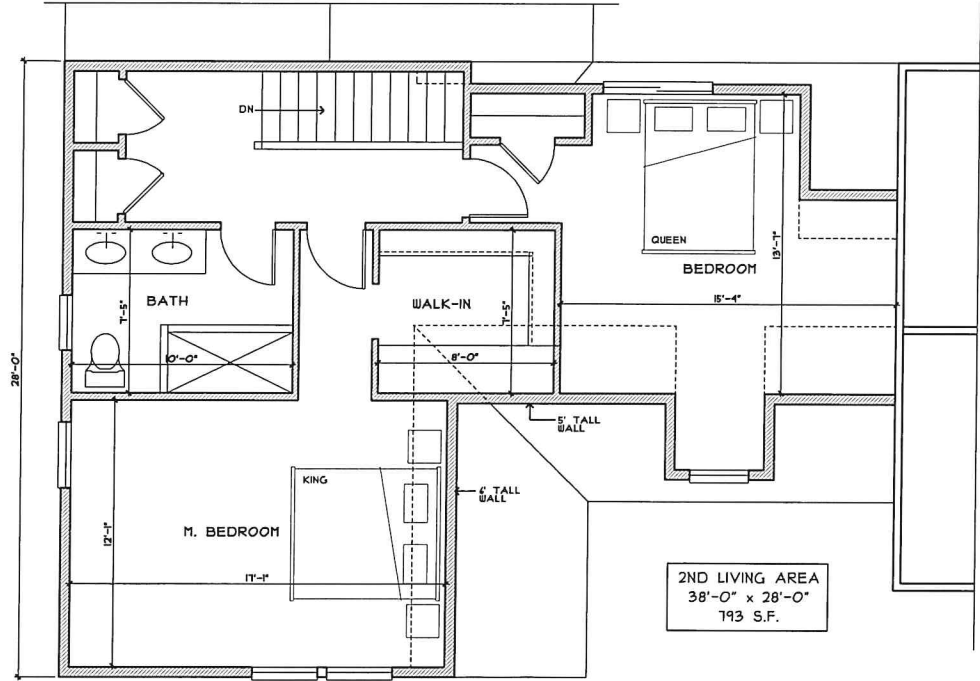 DN
QUEEN
BEDROOM
13'-7"
15'-4"
BATH
7'-5"
10'-0"
WALK-IN
7'-5"
8'-0"
28'-0"
5' TALL
WALL
KING
6' TALL
WALL
M. BEDROOM
12'-1"
17'-1"
2ND LIVING AREA
38'-0" x 28'-0"
793 S.F.